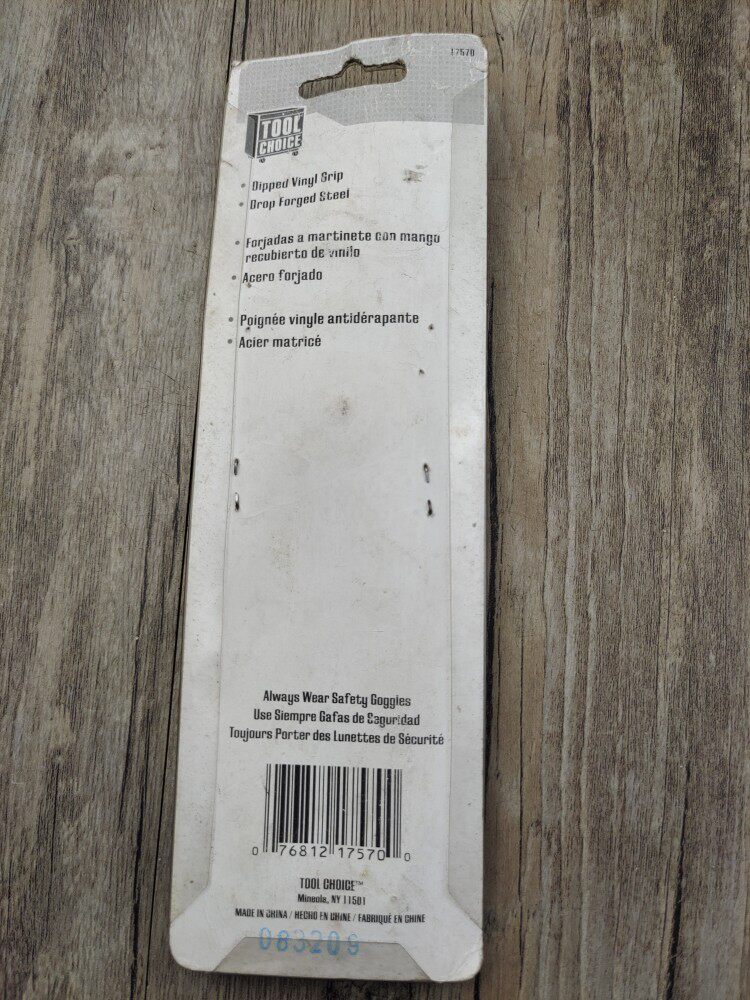 17570
TOOL
CHOICE
• Dipped Vinyl Grip
• Drop Forged Steel
• Forjadas a martinete con mango
recubierto de vinilo
• Acero forjado
• Poignée vinyle antidérapante
• Acier matricé
Always Wear Safety Goggles
Use Siempre Gafas de Seguridad
Toujours Porter des Lunettes de Sécurité
0 76812 17570 0
TOOL CHOICE™
Mineola, NY 11501
MADE IN CHINA / HECHO EN CHINE / FABRIQUÉ EN CHINE
083209